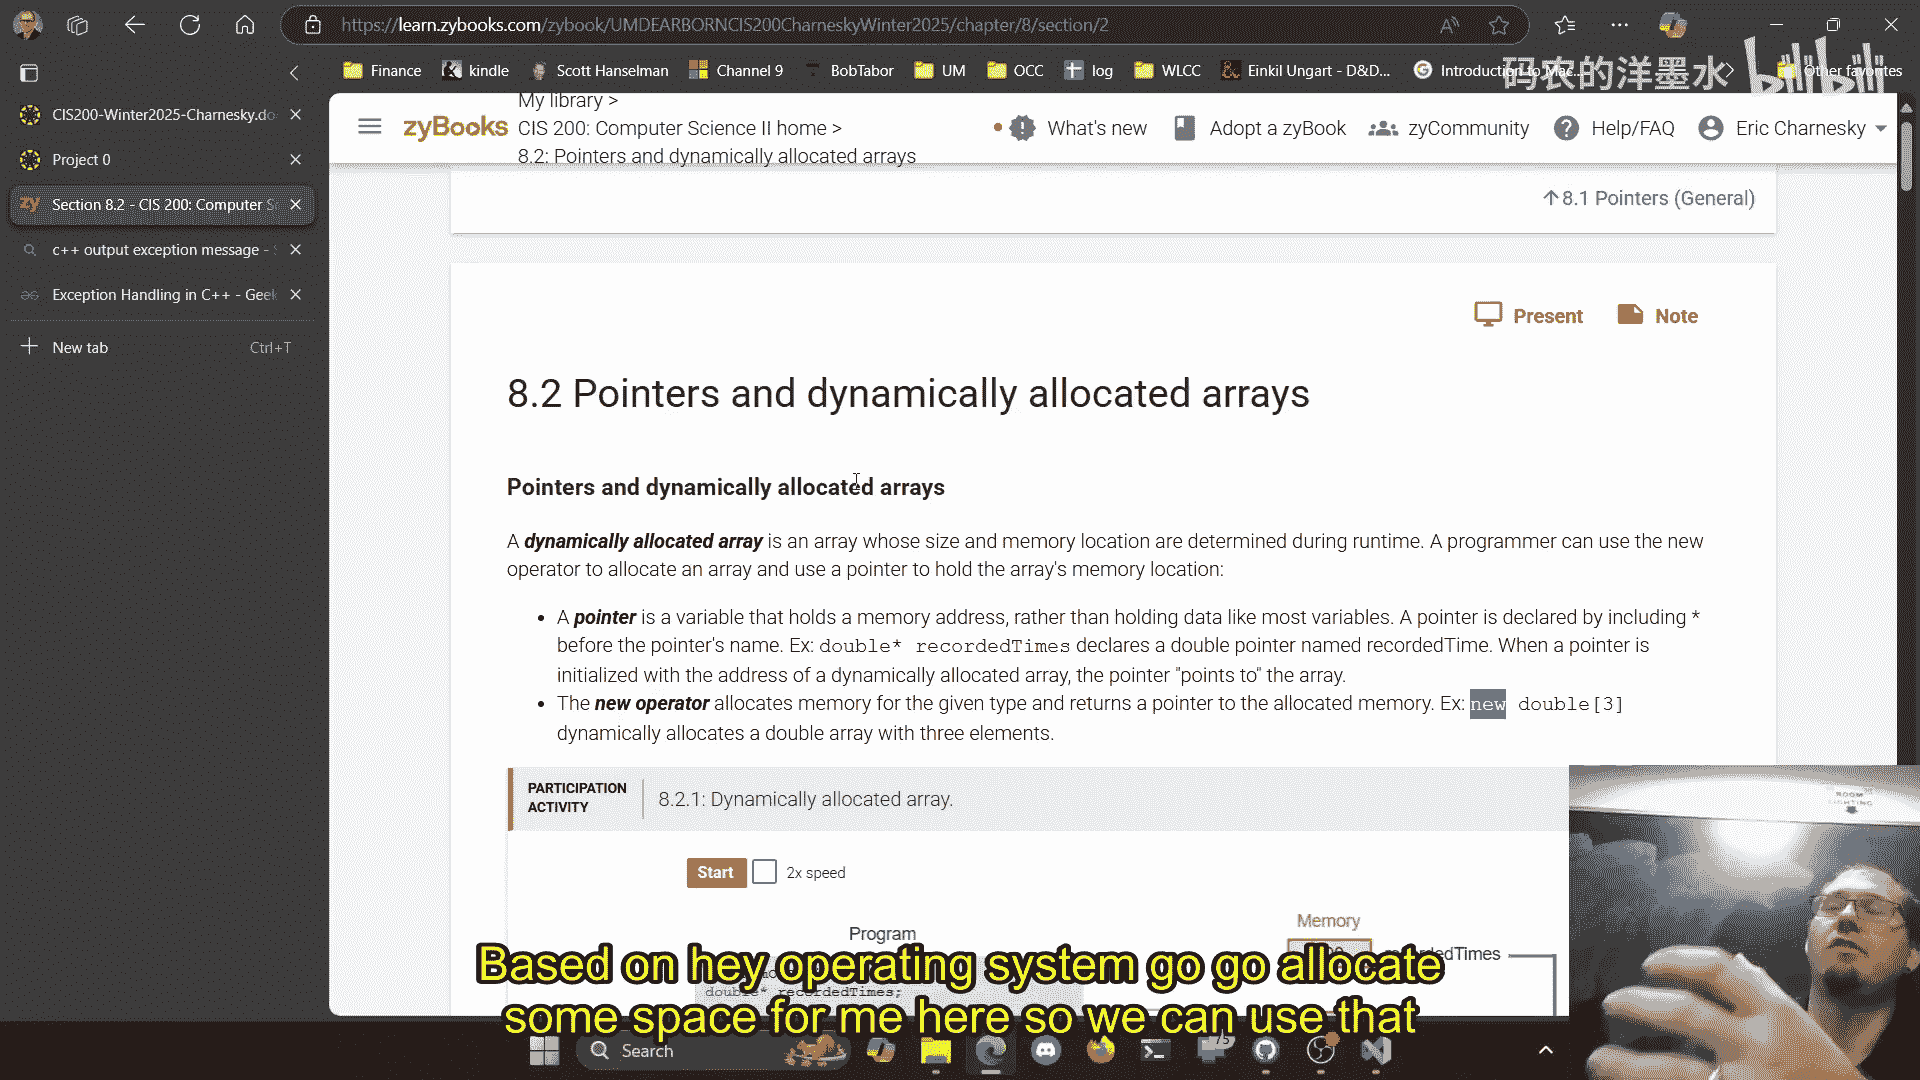 https://learn.zybooks.com/zybook/UMDEARBORNCIS200CharneskyWinter2025/chapter/8/section/2
Finance
kindle
Scott Hanselman
Channel 9
BobTabor
UM
OCC
log
WLCC
Einkil Ungart - D&D...
Introduction to Mac...
Other favorites
码农的洋墨水
bilibili
CIS200-Winter2025-Charnesky.do
Project 0
Section 8.2 - CIS 200: Computer S
c++ output exception message -
Exception Handling in C++ - Geek
New tab
Ctrl+T
zyBooks
My library >
CIS 200: Computer Science II home >
8.2: Pointers and dynamically allocated arrays
What's new
Adopt a zyBook
zyCommunity
Help/FAQ
Eric Charnesky
↑8.1 Pointers (General)
Present
Note
8.2 Pointers and dynamically allocated arrays
Pointers and dynamically allocated arrays
A dynamically allocated array is an array whose size and memory location are determined during runtime. A programmer can use the new
operator to allocate an array and use a pointer to hold the array's memory location:
• A pointer is a variable that holds a memory address, rather than holding data like most variables. A pointer is declared by including *
before the pointer's name. Ex: double* recordedTimes declares a double pointer named recordedTime. When a pointer is
initialized with the address of a dynamically allocated array, the pointer "points to" the array.
• The new operator allocates memory for the given type and returns a pointer to the allocated memory. Ex: new double[3]
dynamically allocates a double array with three elements.
PARTICIPATION
ACTIVITY
8.2.1: Dynamically allocated array.
Start
2x speed
Program
Memory
double* recordedTimes;
ROOM
LIGHTING
Based on hey operating system go go allocate
some space for me here so we can use that
Search